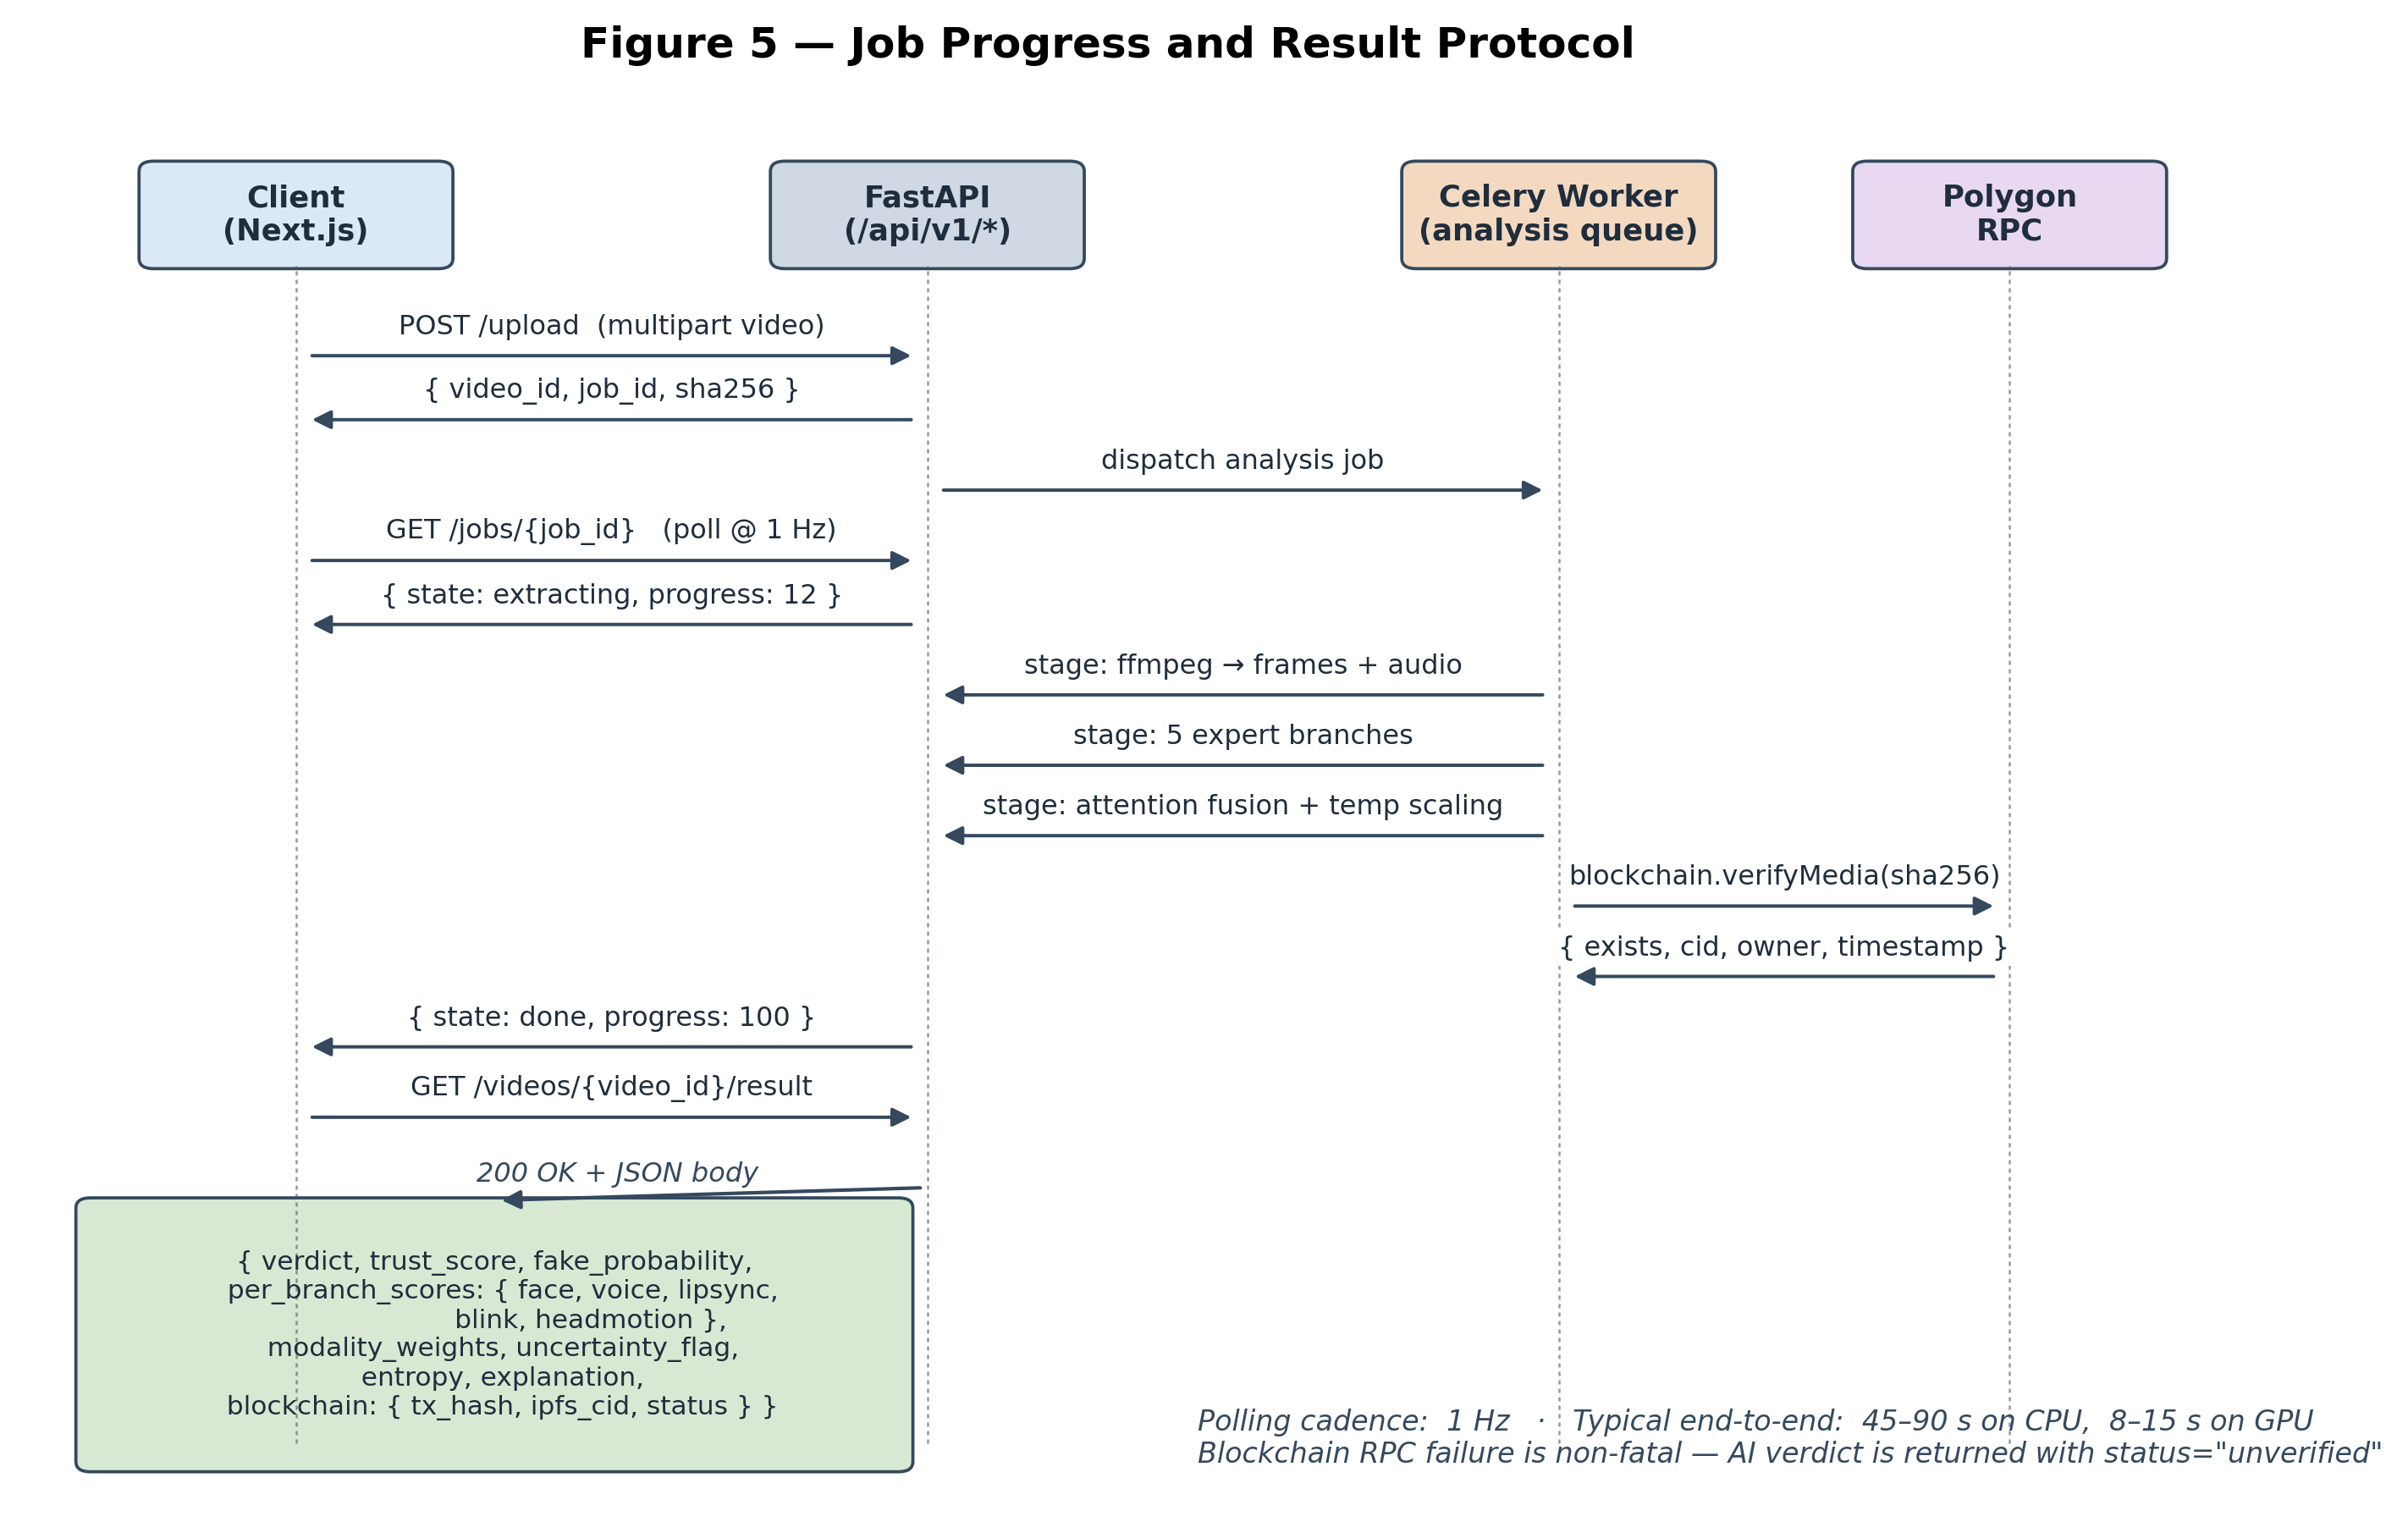 Figure 5 — Job Progress and Result Protocol
Client
(Next.js)
FastAPI
(/api/v1/*)
Celery Worker
(analysis queue)
Polygon
RPC
POST /upload  (multipart video)
{ video_id, job_id, sha256 }
dispatch analysis job
GET /jobs/{job_id}   (poll @ 1 Hz)
{ state: extracting, progress: 12 }
stage: ffmpeg → frames + audio
stage: 5 expert branches
stage: attention fusion + temp scaling
blockchain.verifyMedia(sha256)
{ exists, cid, owner, timestamp }
{ state: done, progress: 100 }
GET /videos/{video_id}/result
200 OK + JSON body
{ verdict, trust_score, fake_probability,
per_branch_scores: { face, voice, lipsync,
blink, headmotion },
modality_weights, uncertainty_flag,
entropy, explanation,
blockchain: { tx_hash, ipfs_cid, status } }
Polling cadence:  1 Hz   ·   Typical end-to-end:  45–90 s on CPU,  8–15 s on GPU
Blockchain RPC failure is non-fatal — AI verdict is returned with status="unverified"